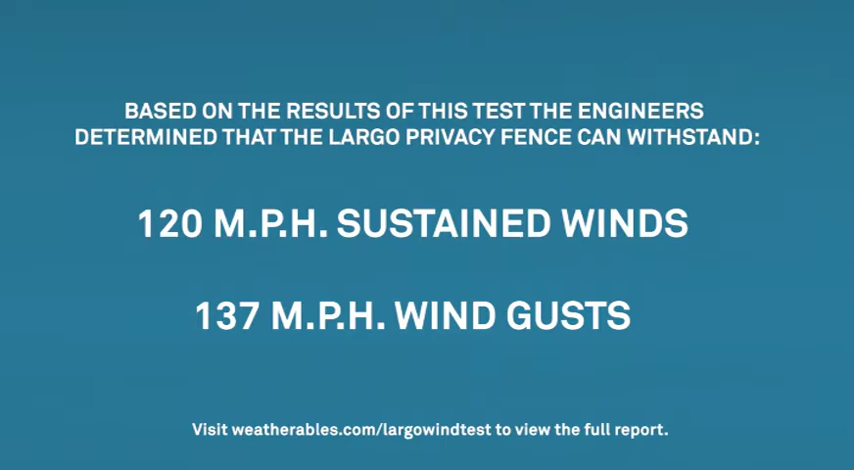 BASED ON THE RESULTS OF THIS TEST THE ENGINEERS
DETERMINED THAT THE LARGO PRIVACY FENCE CAN WITHSTAND:
120 M.P.H. SUSTAINED WINDS
137 M.P.H. WIND GUSTS
Visit weatherables.com/largowindtest to view the full report.